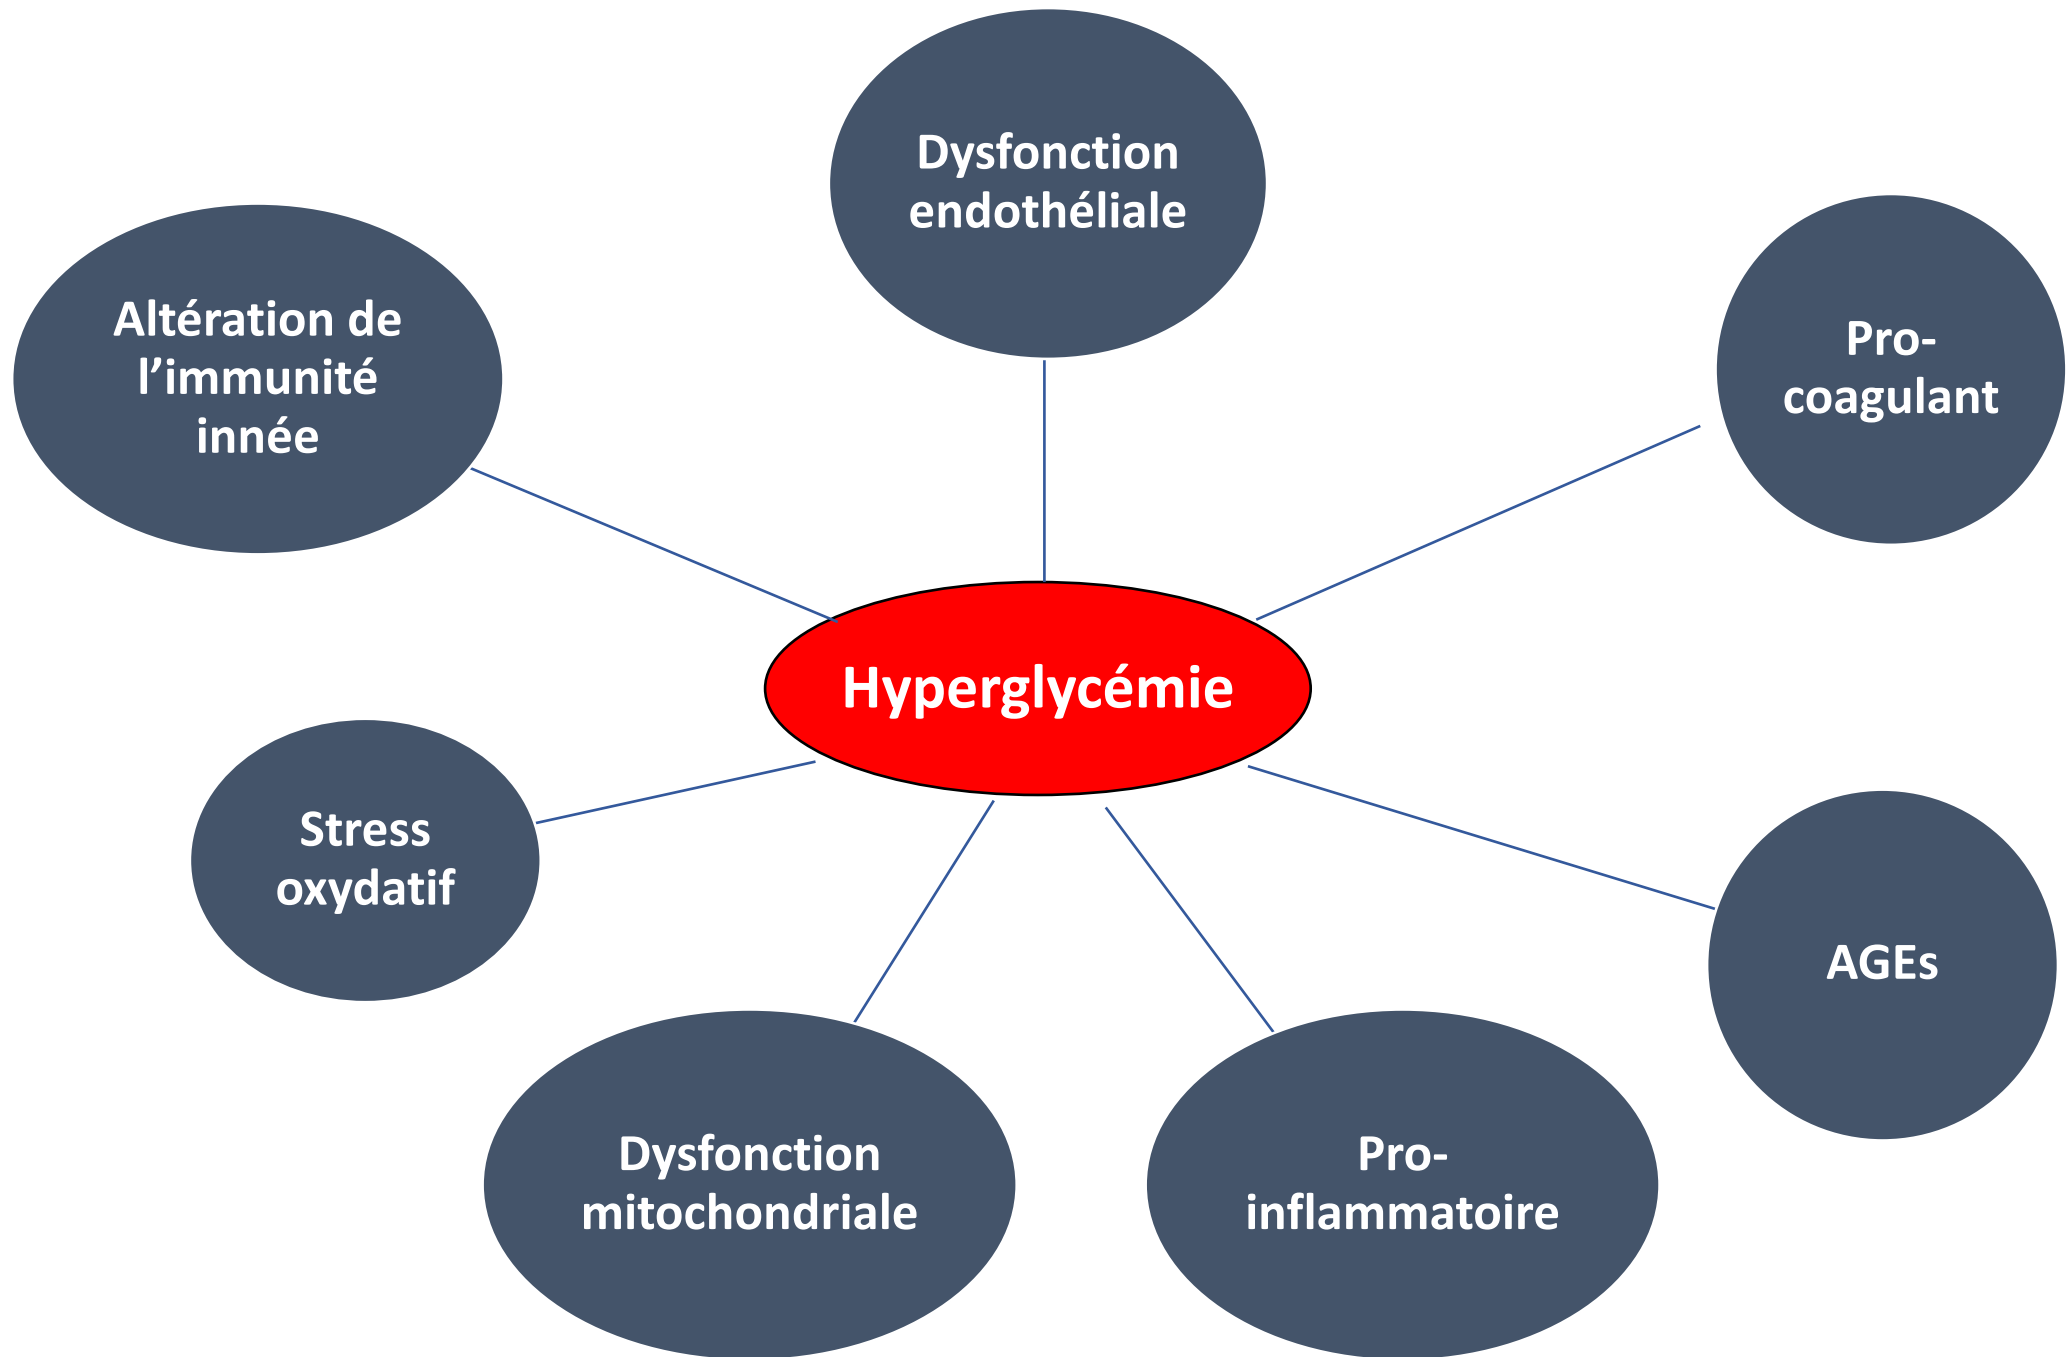 Dysfonction
endothéliale
Altération de
l’immunité
innée
Pro-
coagulant
Hyperglycémie
Stress
oxydatif
AGEs
Dysfonction
mitochondriale
Pro-
inflammatoire